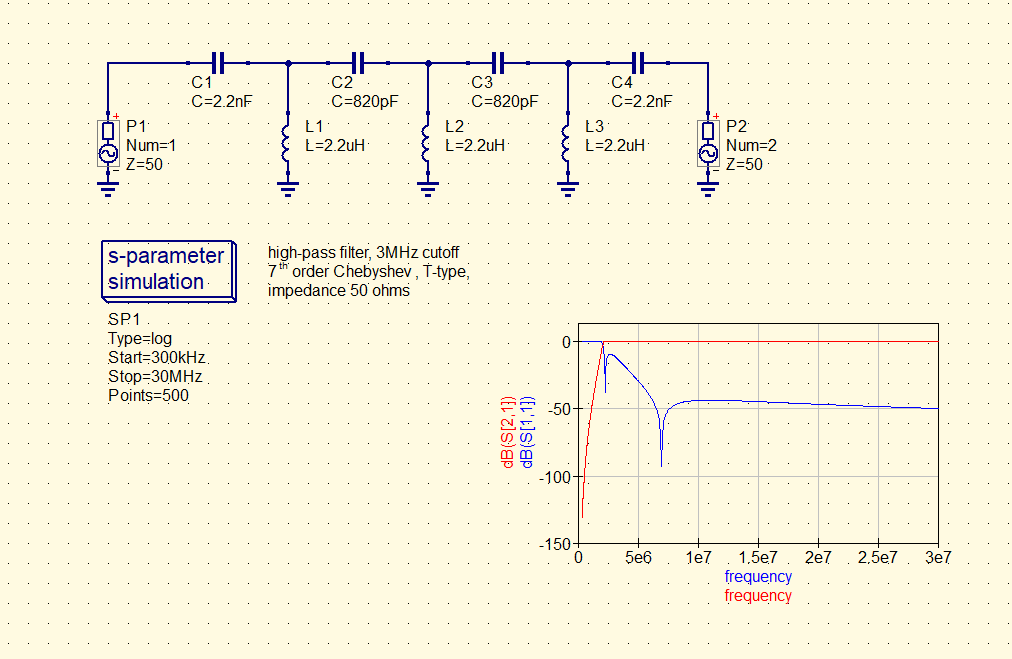 C1
C=2.2nF
C2
C=820pF
C3
C=820pF
C4
C=2.2nF
+
P1
Num=1
Z=50
L1
L=2.2uH
L2
L=2.2uH
L3
L=2.2uH
+
P2
Num=2
Z=50
s-parameter
simulation
high-pass filter, 3MHz cutoff
7th order Chebyshev , T-type,
impedance 50 ohms
SP1
Type=log
Start=300kHz
Stop=30MHz
Points=500
dB(S[2,1])
dB(S[1,1])
0
-50
-100
-150
0 5e6 1e7 1.5e7 2e7 2.5e7 3e7
frequency
frequency